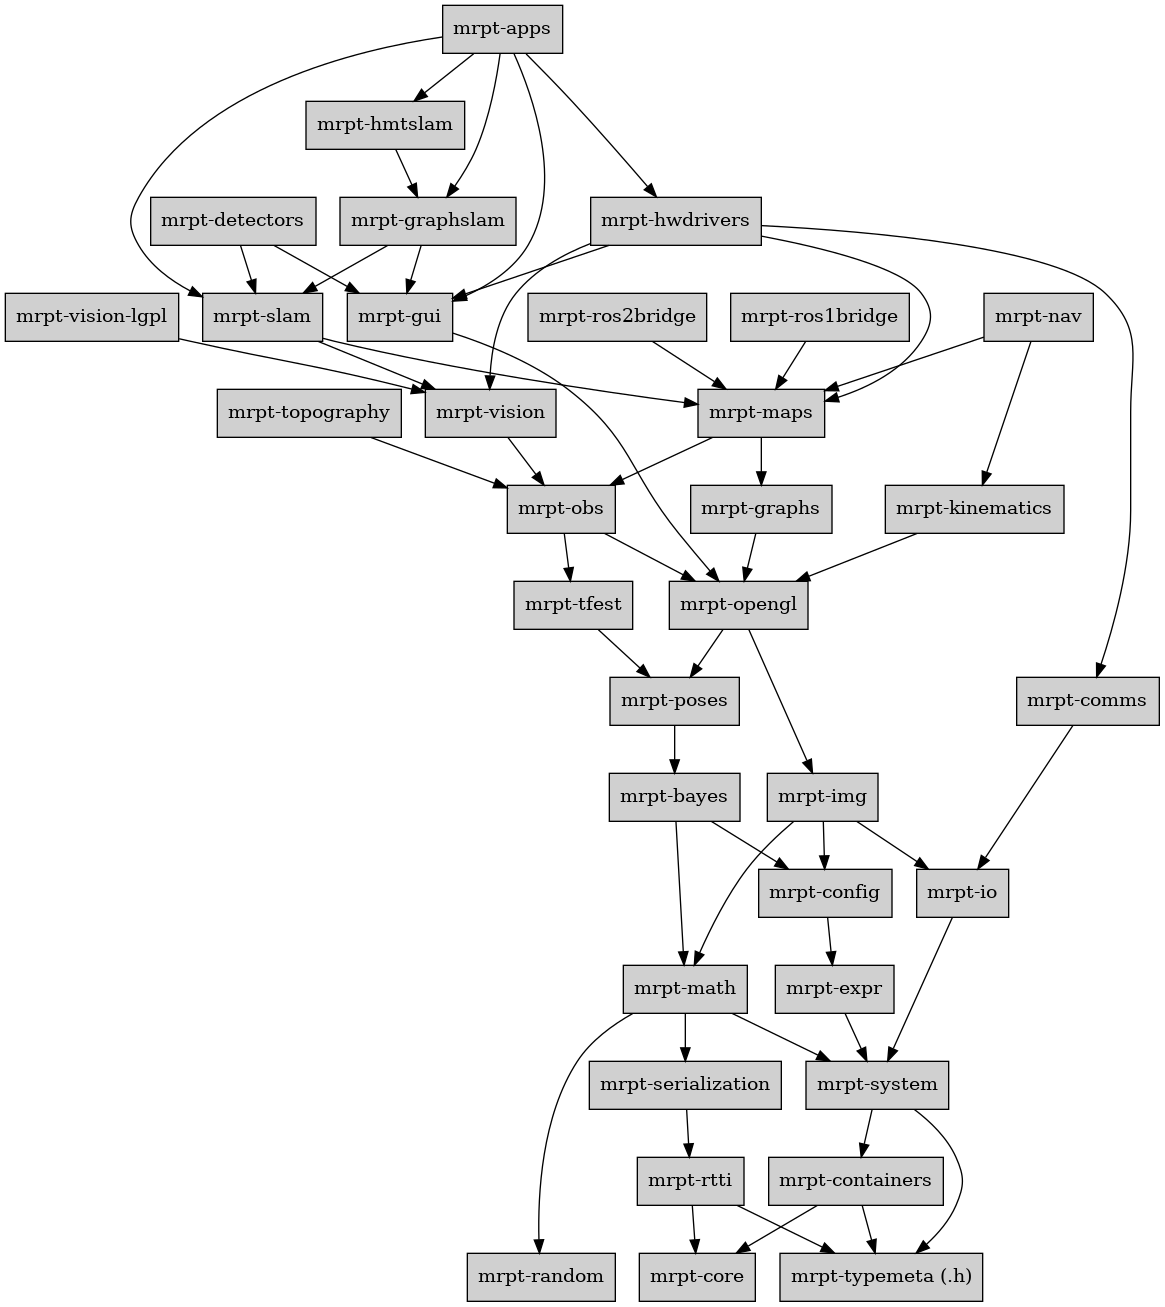 mrpt-apps
mrpt-hmtslam
mrpt-detectors
mrpt-graphslam
mrpt-hwdrivers
mrpt-vision-lgpl
mrpt-slam
mrpt-gui
mrpt-ros2bridge
mrpt-ros1bridge
mrpt-nav
mrpt-topography
mrpt-vision
mrpt-maps
mrpt-obs
mrpt-graphs
mrpt-kinematics
mrpt-tfest
mrpt-opengl
mrpt-poses
mrpt-comms
mrpt-bayes
mrpt-img
mrpt-config
mrpt-io
mrpt-math
mrpt-expr
mrpt-serialization
mrpt-system
mrpt-rtti
mrpt-containers
mrpt-random
mrpt-core
mrpt-typemeta (.h)